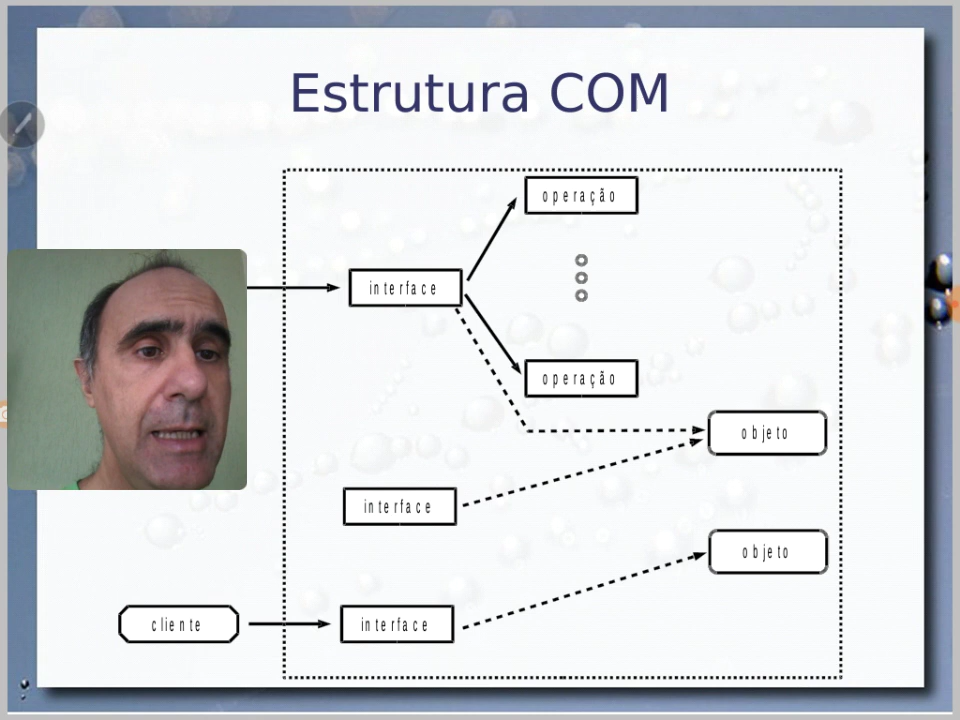 Estrutura COM
operação
interface
operação
objeto
interface
objeto
cliente
interface